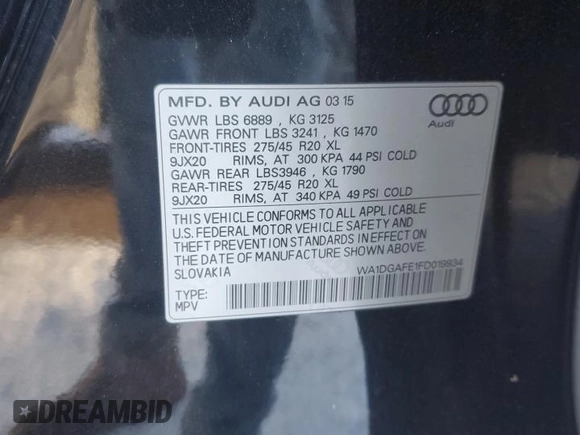 MFD. BY AUDI AG 03 15
GVWR LBS 6889 , KG 3125
GAWR FRONT LBS 3241 , KG 1470
FRONT-TIRES 275/45 R20 XL
9JX20 RIMS, AT 300 KPA 44 PSI COLD
GAWR REAR LBS3946 , KG 1790
REAR-TIRES 275/45 R20 XL
9JX20 RIMS, AT 340 KPA 49 PSI COLD
THIS VEHICLE CONFORMS TO ALL APPLICABLE
U.S. FEDERAL MOTOR VEHICLE SAFETY AND
THEFT PREVENTION STANDARDS IN EFFECT ON
THE DATE OF MANUFACTURE SHOWN ABOVE.
SLOVAKIA
WA1DGAFE1FD019934
TYPE:
MPV
Audi
DREAMBID